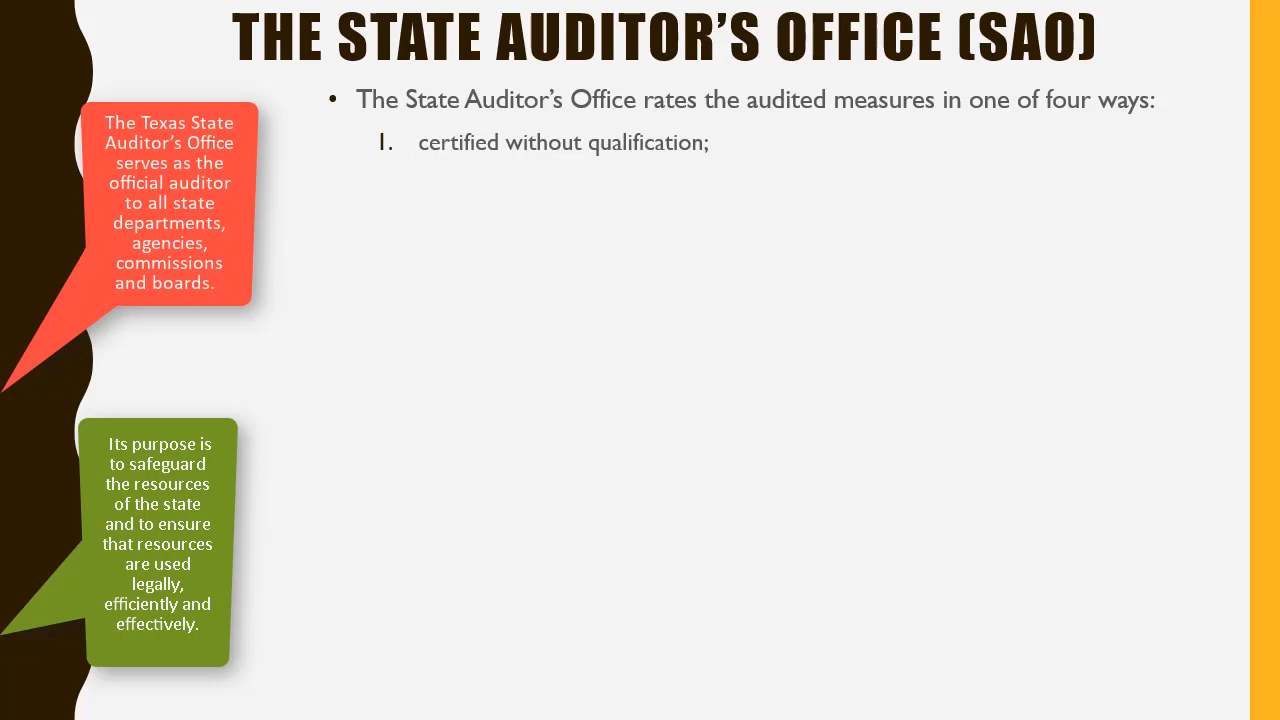 THE STATE AUDITOR’S OFFICE (SAO)
• The State Auditor’s Office rates the audited measures in one of four ways:
1. certified without qualification;
The Texas State
Auditor’s Office
serves as the
official auditor
to all state
departments,
agencies,
commissions
and boards.
Its purpose is
to safeguard
the resources
of the state
and to ensure
that resources
are used
legally,
efficiently and
effectively.